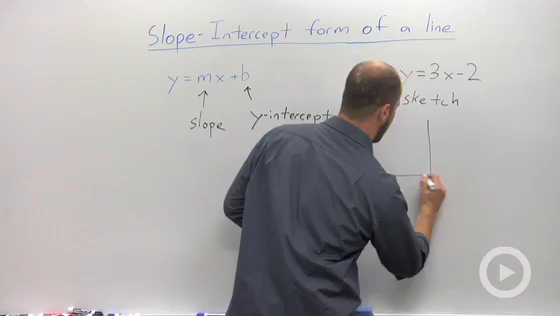 Slope-Intercept form of a line
y = mx + b
slope
y-intercept
y = 3x - 2
sketch